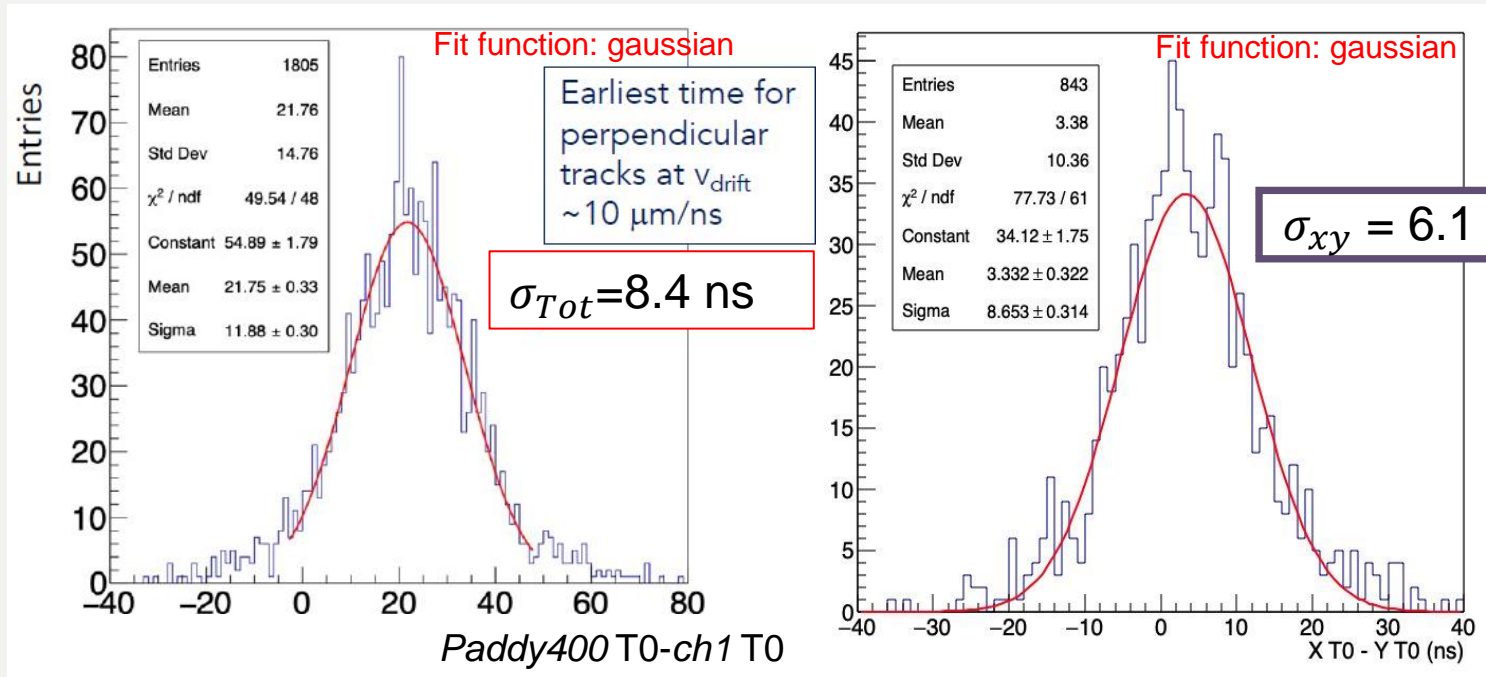 Fit function: gaussian
Entries 1805
Mean 21.76
Std Dev 14.76
χ² / ndf 49.54 / 48
Constant 54.89 ± 1.79
Mean 21.75 ± 0.33
Sigma 11.88 ± 0.30
Earliest time for
perpendicular
tracks at v_drift
~10 μm/ns
σ_Tot=8.4 ns
Entries
80
70
60
50
40
30
20
10
0
−40 −20 0 20 40 60 80
Paddy400 T0-ch1 T0
Fit function: gaussian
Entries 843
Mean 3.38
Std Dev 10.36
χ² / ndf 77.73 / 61
Constant 34.12 ± 1.75
Mean 3.332 ± 0.322
Sigma 8.653 ± 0.314
σ_xy = 6.1
45
40
35
30
25
20
15
10
5
0
−40 −30 −20 −10 0 10 20 30 40
X T0 - Y T0 (ns)